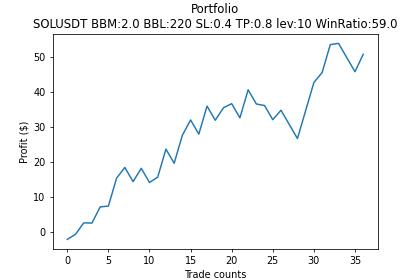 Portfolio
SOLUSDT BBM:2.0 BBL:220 SL:0.4 TP:0.8 lev:10 WinRatio:59.0
Profit ($)
50
40
30
20
10
0
0 5 10 15 20 25 30 35
Trade counts